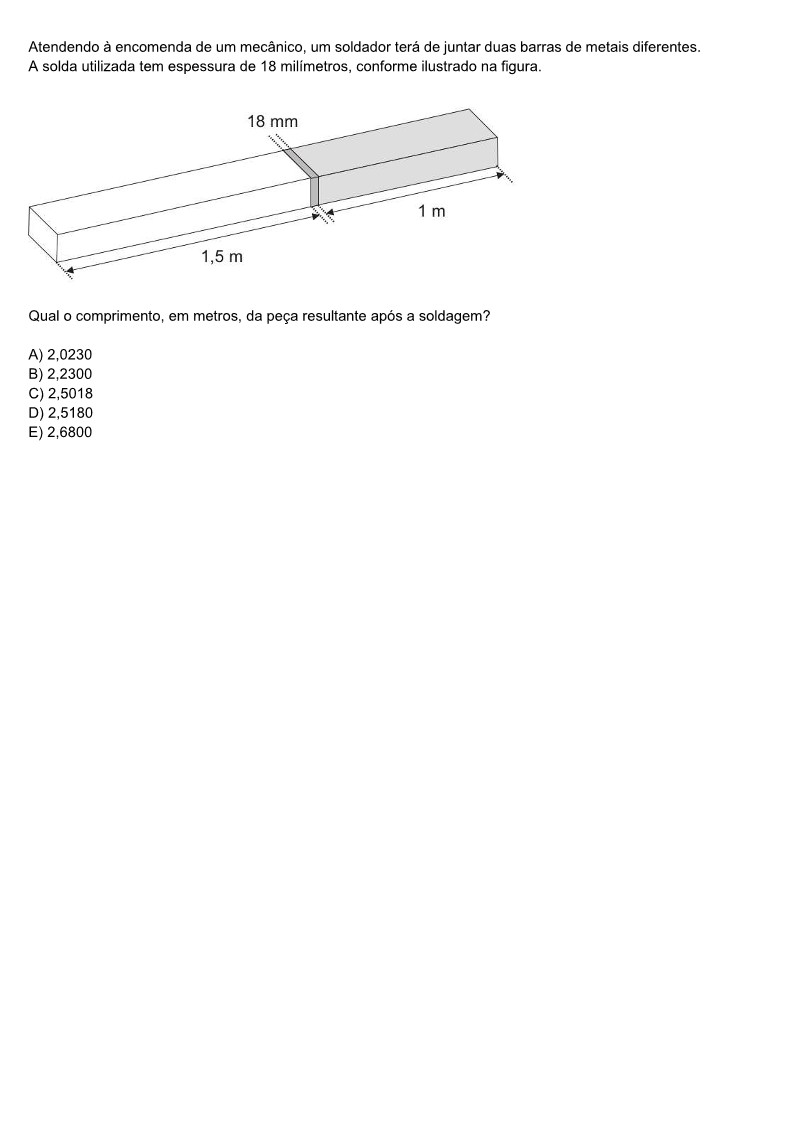 Atendendo à encomenda de um mecânico, um soldador terá de juntar duas barras de metais diferentes.
A solda utilizada tem espessura de 18 milímetros, conforme ilustrado na figura.
18 mm
1 m
1,5 m
Qual o comprimento, em metros, da peça resultante após a soldagem?
A) 2,0230
B) 2,2300
C) 2,5018
D) 2,5180
E) 2,6800